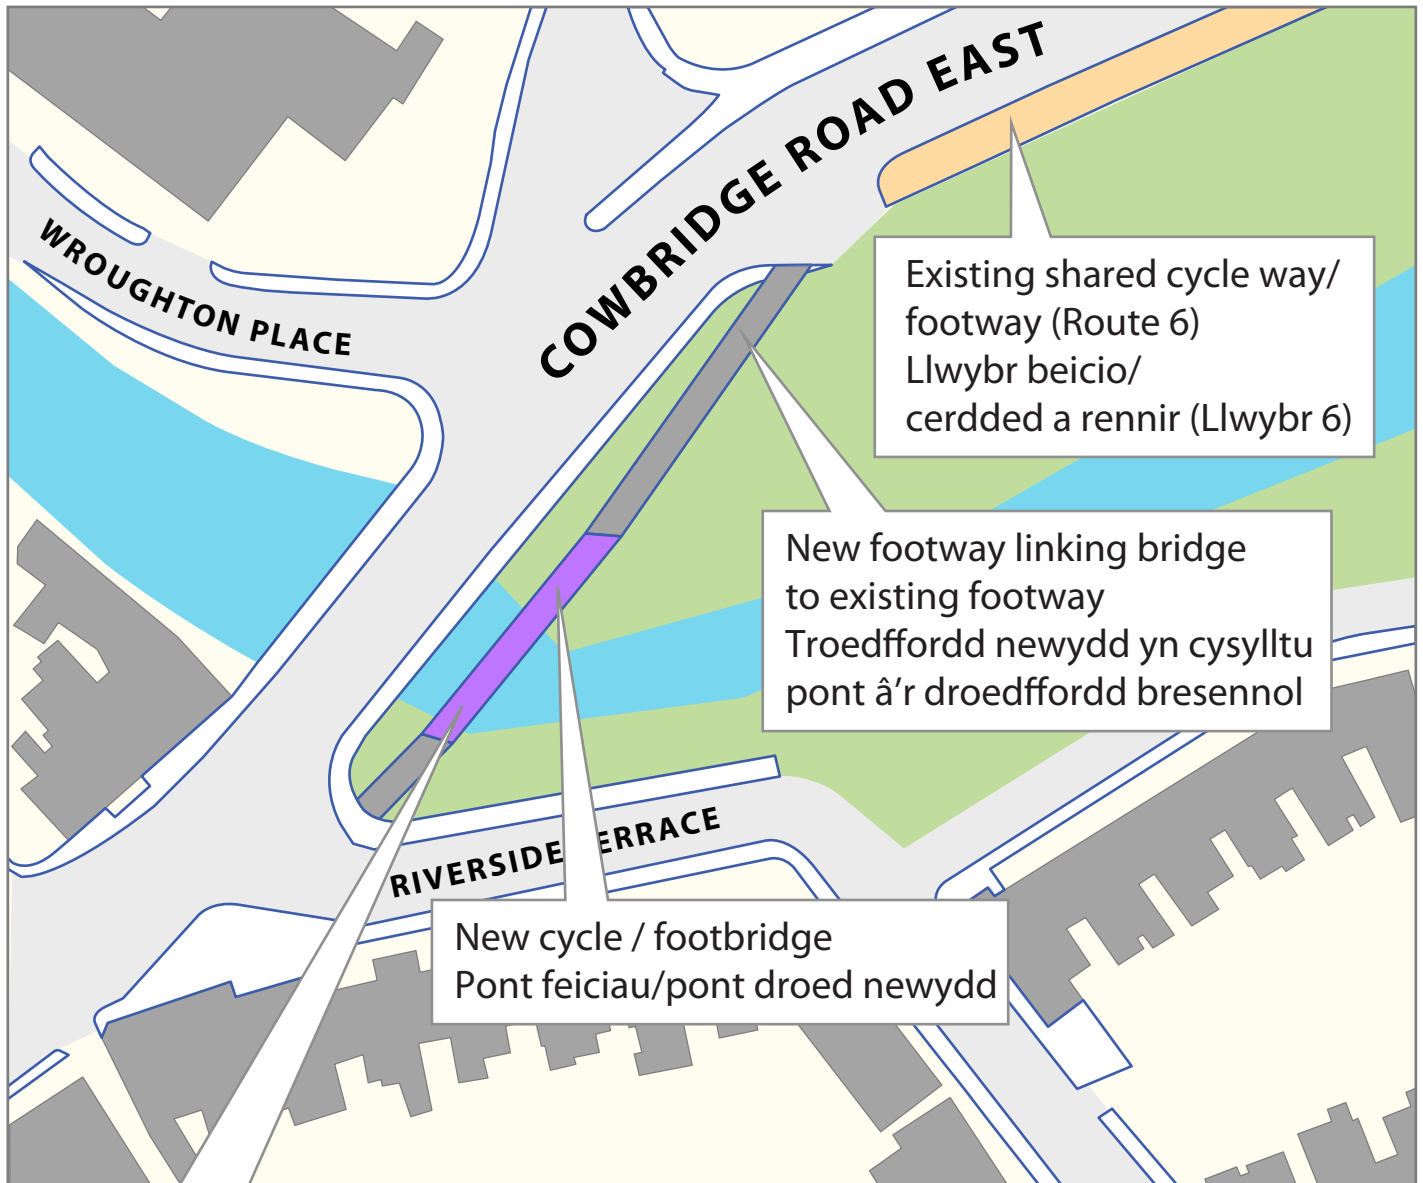 COWBRIDGE ROAD EAST
WROUGHTON PLACE
Existing shared cycle way/
footway (Route 6)
Llwybr beicio/
cerdded a rennir (Llwybr 6)
New footway linking bridge
to existing footway
Troedffordd newydd yn cysylltu
pont â'r droedffordd bresennol
RIVERSIDE ERRACE
New cycle / footbridge
Pont feiciau/pont droed newydd